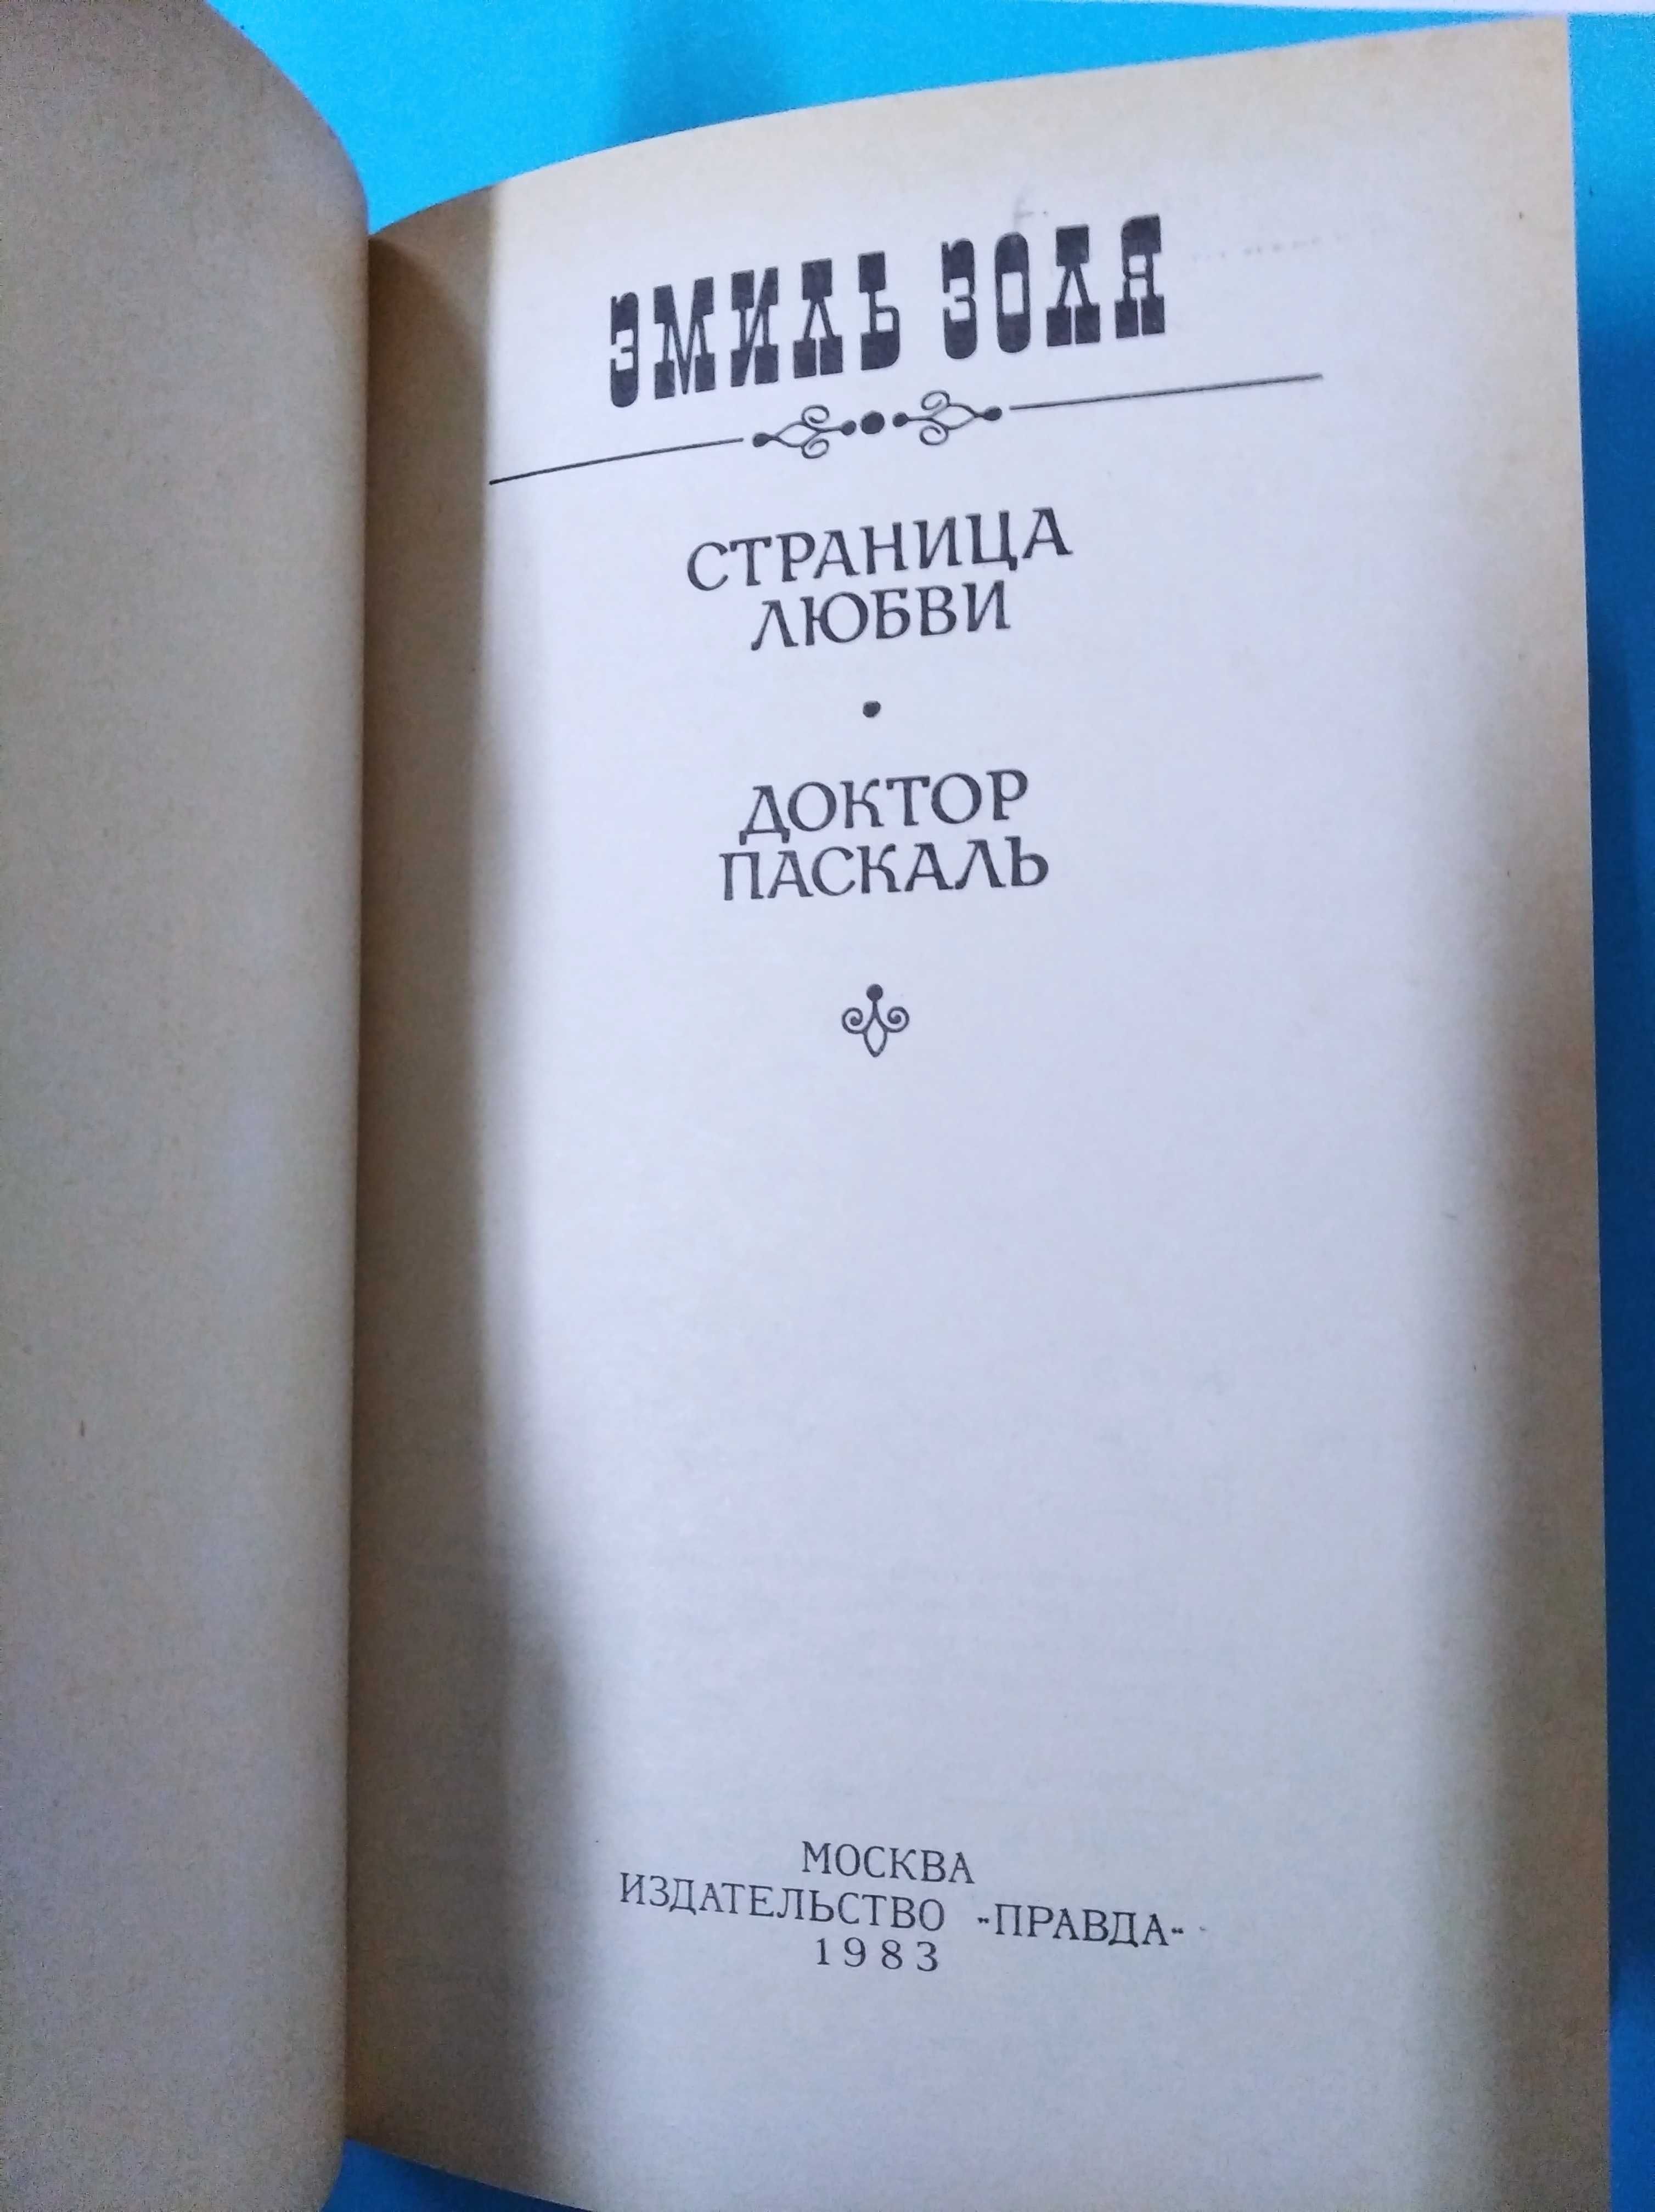 ЭМИЛЬ ЗОЛЯ
СТРАНИЦА
ЛЮБВИ
•
ДОКТОР
ПАСКАЛЬ
МОСКВА
ИЗДАТЕЛЬСТВО «ПРАВДА»
1983